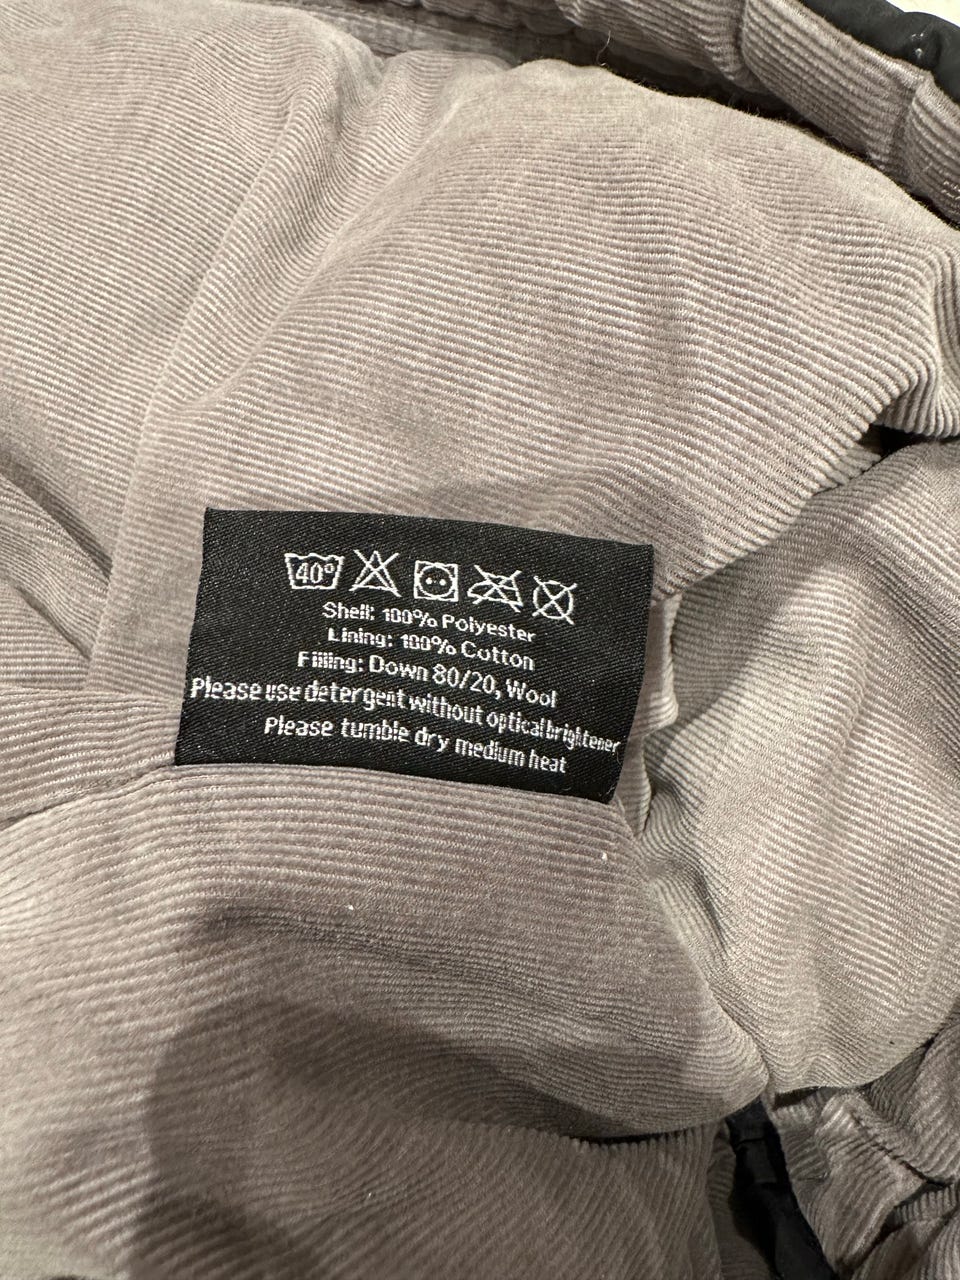 40°
Shell: 100% Polyester
Lining: 100% Cotton
Filling: Down 80/20, Wool
Please use detergent without optical brightener
Please tumble dry medium heat